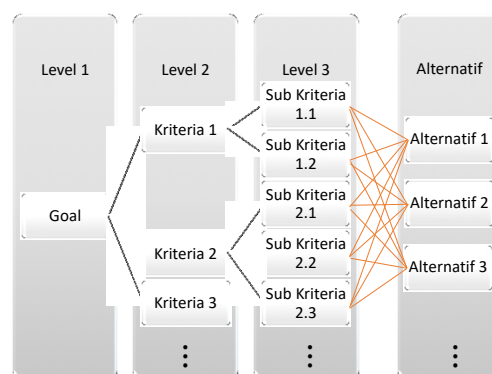 Level 1
Goal
Level 2
Kriteria 1
Kriteria 2
Kriteria 3
Level 3
Sub Kriteria
1.1
Sub Kriteria
1.2
Sub Kriteria
2.1
Sub Kriteria
2.2
Sub Kriteria
2.3
Alternatif
Alternatif 1
Alternatif 2
Alternatif 3